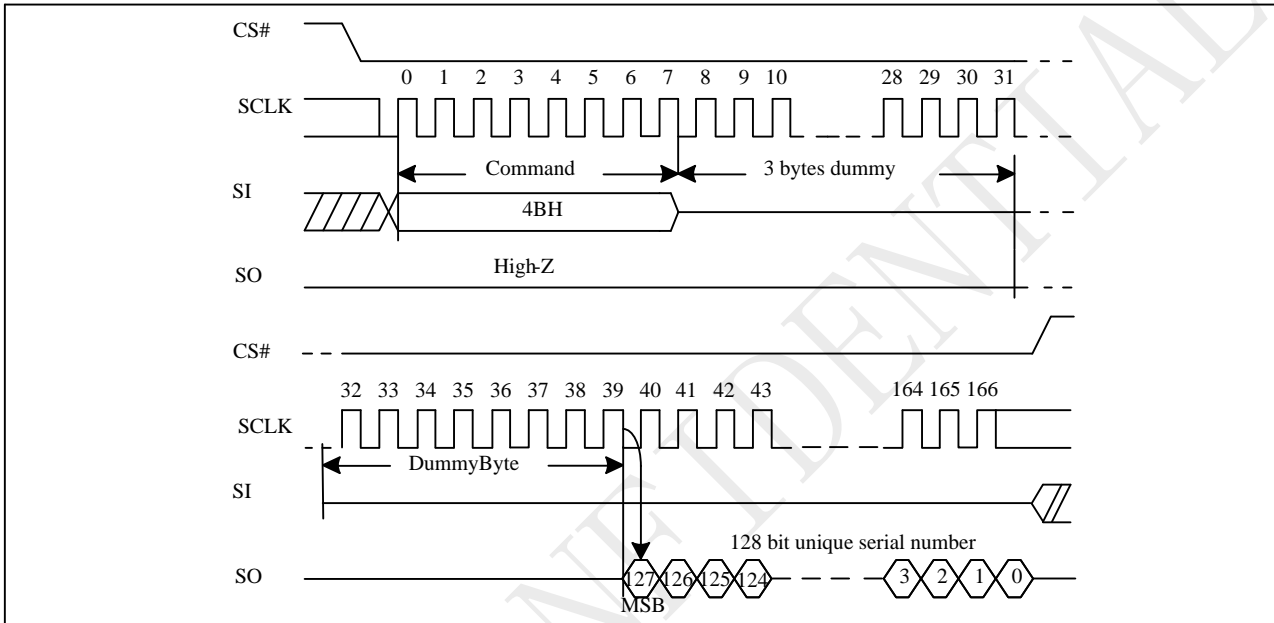 CS#
0 1 2 3 4 5 6 7 8 9 10 28 29 30 31
SCLK
Command 3 bytes dummy
SI
4BH
High-Z
SO
CS#
32 33 34 35 36 37 38 39 40 41 42 43 164 165 166
SCLK
DummyByte
SI
128 bit unique serial number
SO
127 126 125 124 3 2 1 0
MSB